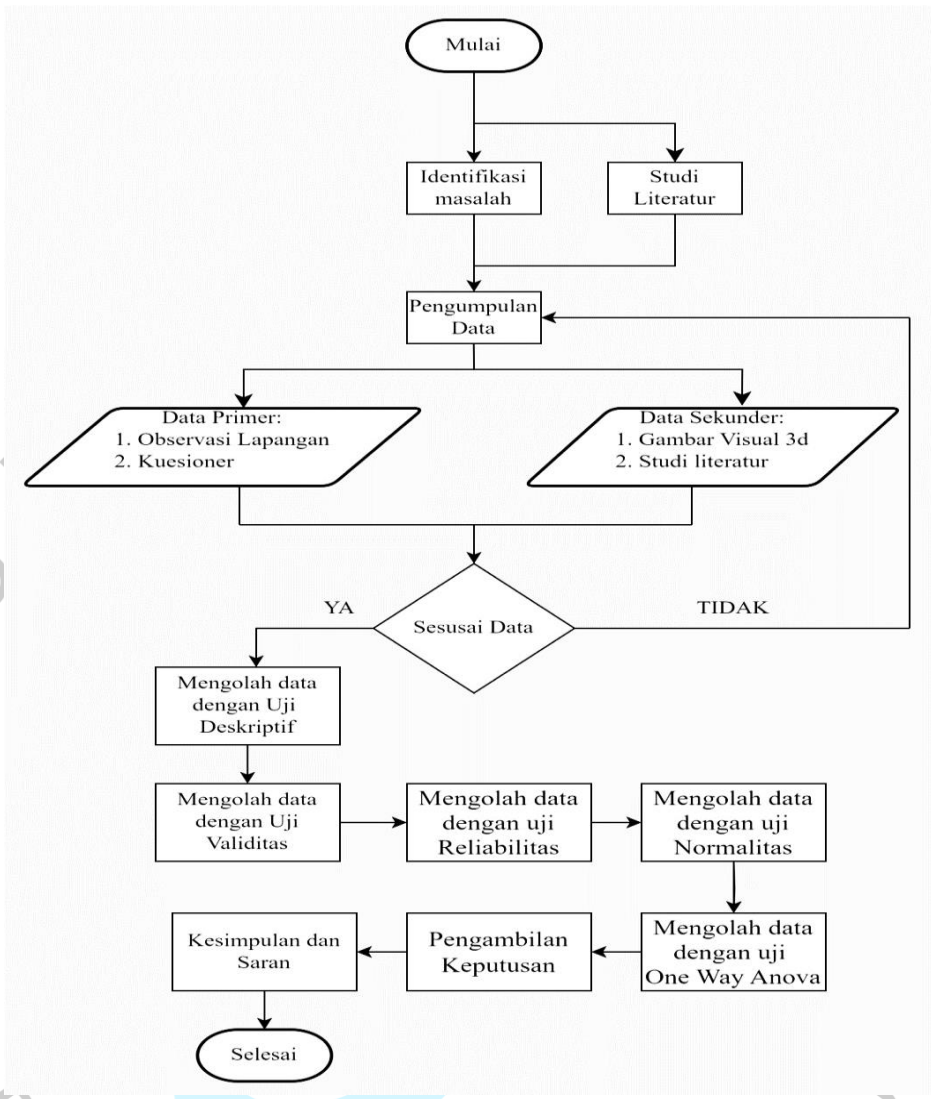 Mulai
Identifikasi
masalah
Studi
Literatur
Pengumpulan
Data
Data Primer:
1. Observasi Lapangan
2. Kuesioner
Data Sekunder:
1. Gambar Visual 3d
2. Studi literatur
YA
Sesusai Data
TIDAK
Mengolah data
dengan Uji
Deskriptif
Mengolah data
dengan Uji
Validitas
Mengolah data
dengan uji
Reliabilitas
Mengolah data
dengan uji
Normalitas
Mengolah data
dengan uji
One Way Anova
Pengambilan
Keputusan
Kesimpulan dan
Saran
Selesai